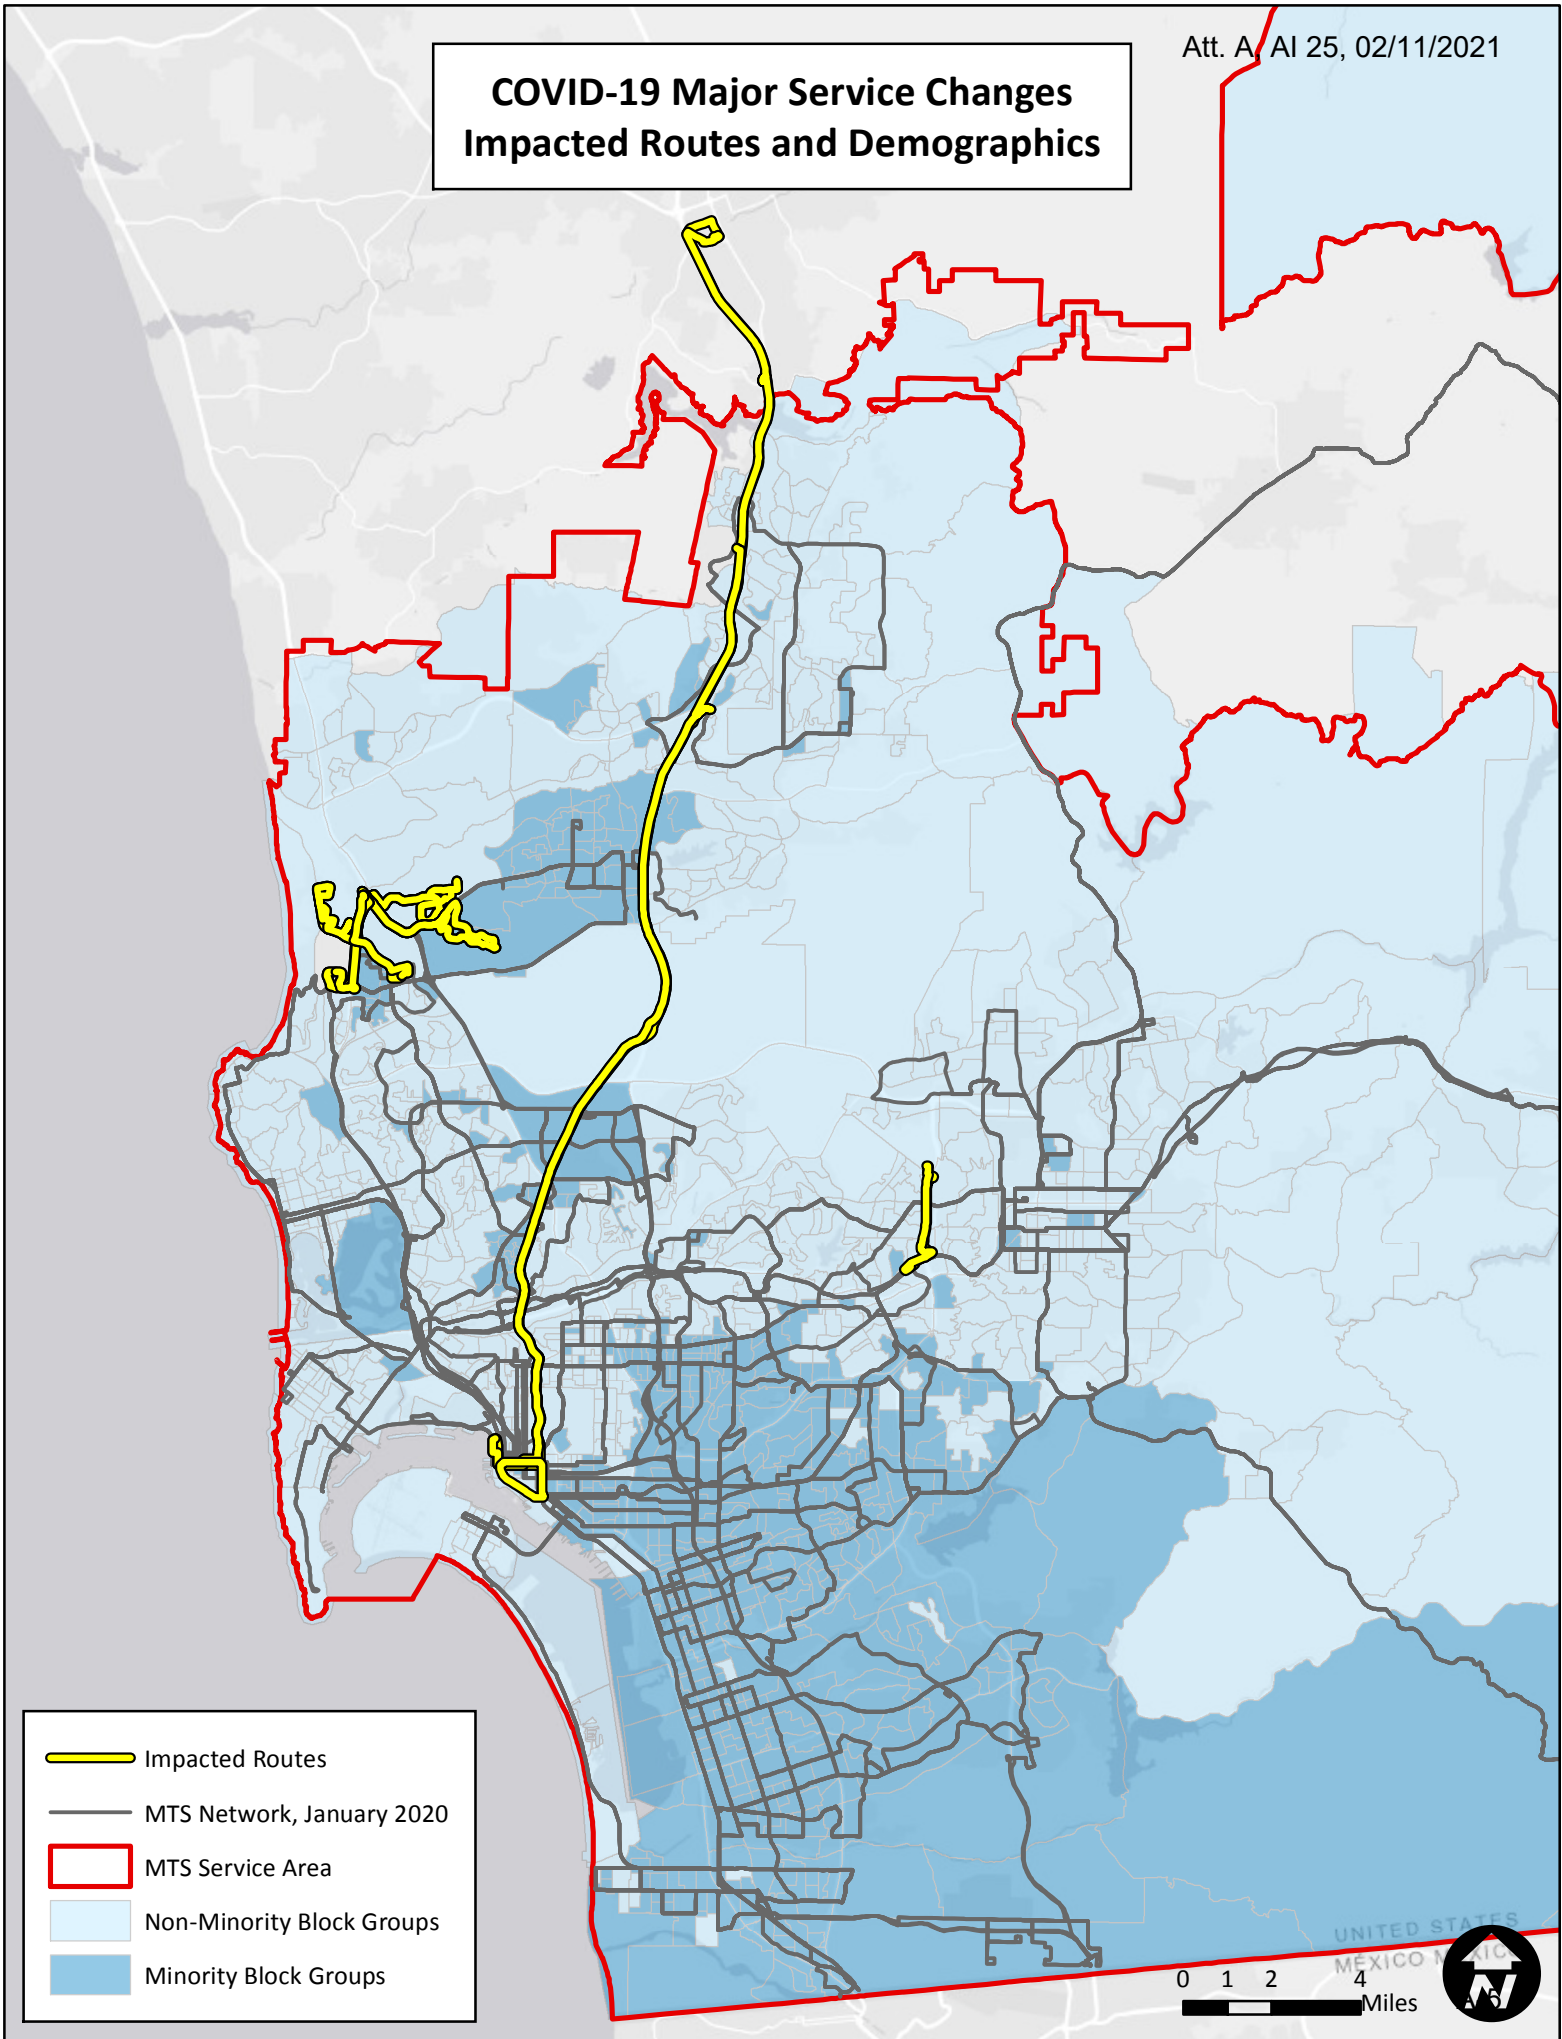 Att. A, AI 25, 02/11/2021
COVID-19 Major Service Changes
Impacted Routes and Demographics
Impacted Routes
MTS Network, January 2020
MTS Service Area
Non-Minority Block Groups
Minority Block Groups
UNITED STATES
MÉXICO
0 1 2 4
Miles
N